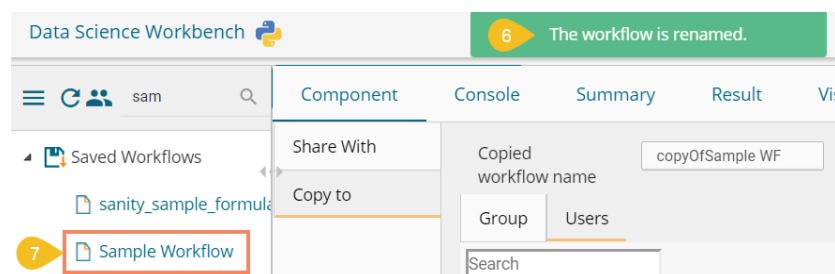 Data Science Workbench
6 The workflow is renamed.
sam
Component Console Summary Result
Saved Workflows
Share With
Copied workflow name
copyOfSample WF
sanity_sample_formula
Copy to
Group Users
7 Sample Workflow
Search